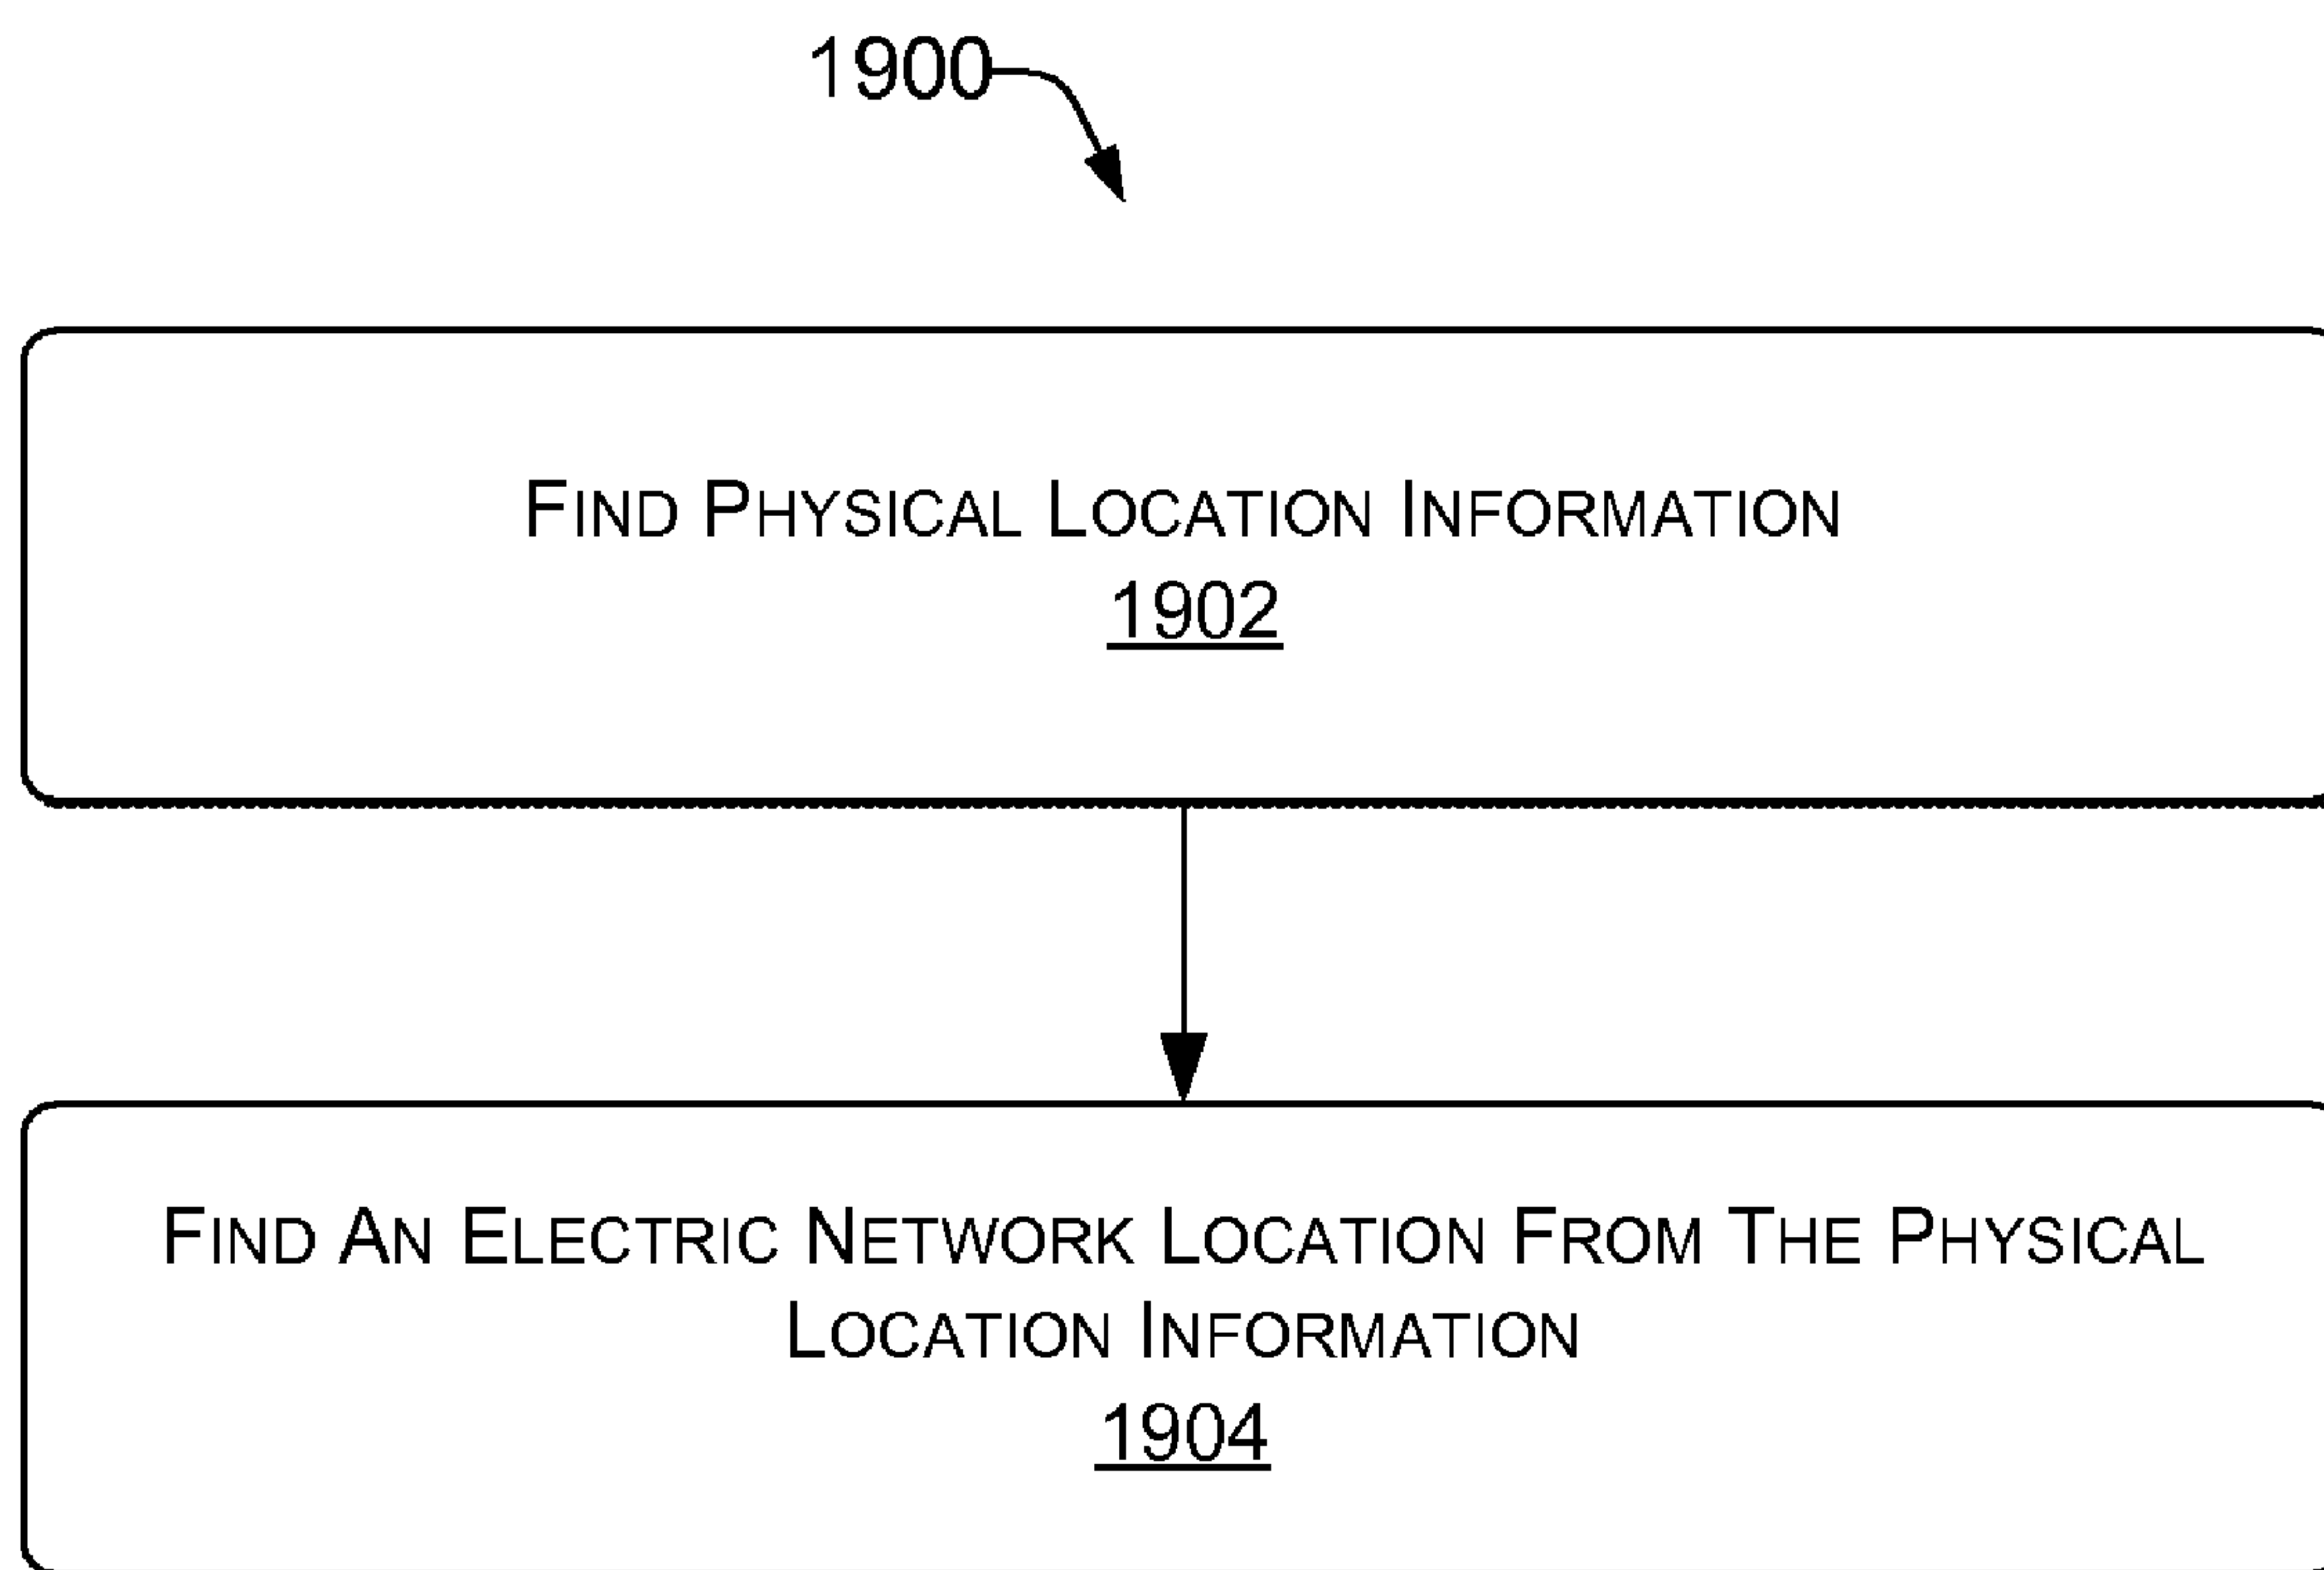 1900
FIND PHYSICAL LOCATION INFORMATION
1902
FIND AN ELECTRIC NETWORK LOCATION FROM THE PHYSICAL
LOCATION INFORMATION
1904